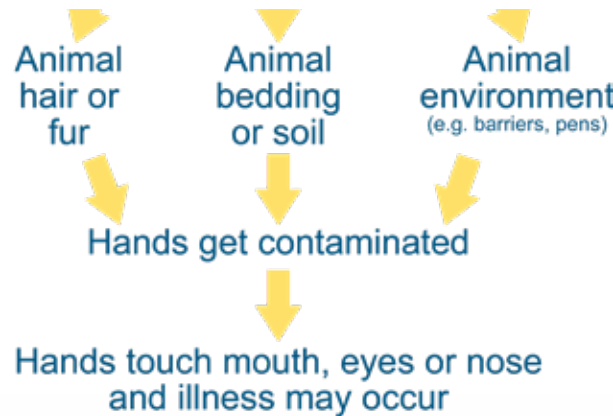 Animal
hair or
fur
Animal
bedding
or soil
Animal
environment
(e.g. barriers, pens)
Hands get contaminated
Hands touch mouth, eyes or nose
and illness may occur